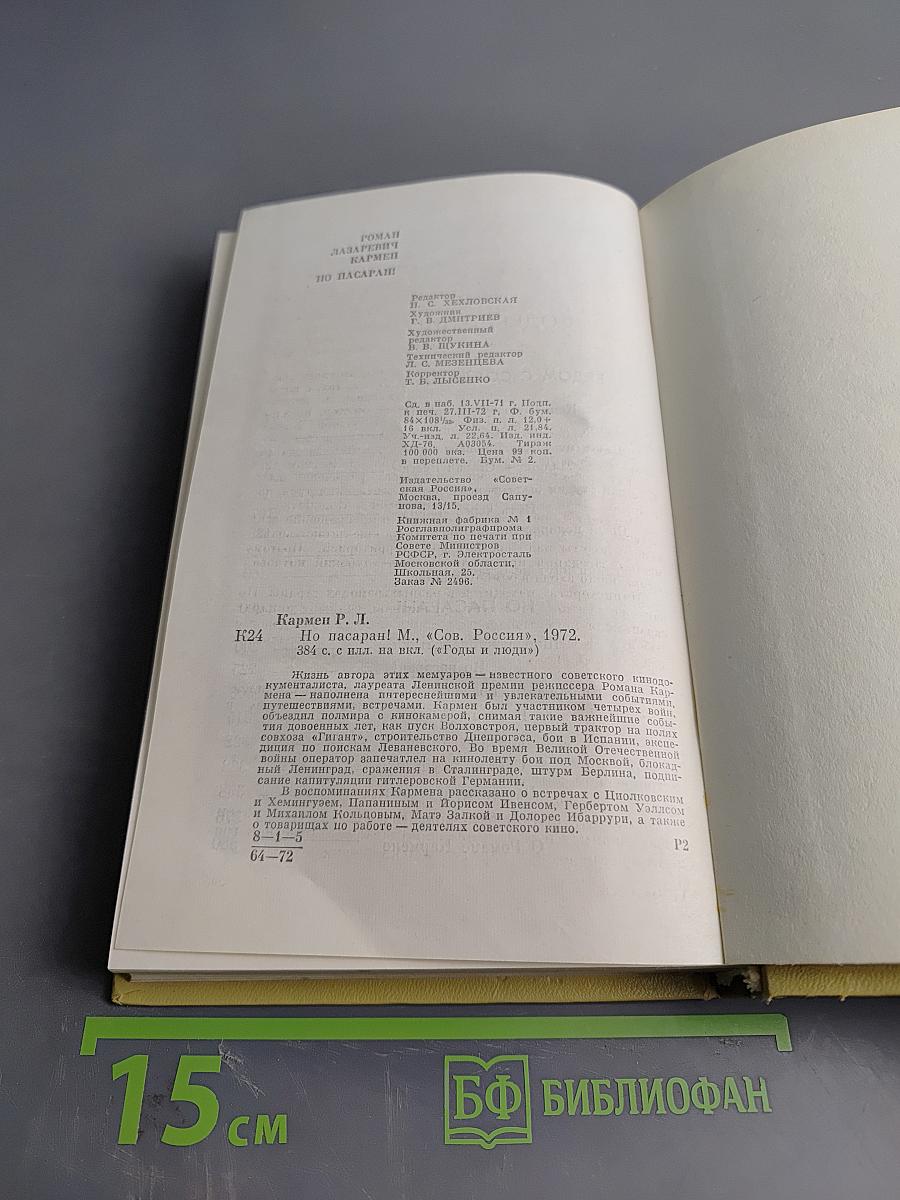 РОМАН
ЛАЗАРЕВИЧ
КАРМЕН
НО ПАСАРАН!
Редактор
Н. С. ХЕХЛОВСКАЯ
Художник
Г. В. ДМИТРИЕВ
Художественный
редактор
В. В. ЩУКИНА
Технический редактор
Л. С. МЕЗЕНЦЕВА
Корректор
Т. Б. ЛЫСЕНКО
Сд. в наб. 13.VII-71 г. Подп.
к печ. 27.III-72 г. Ф. бум.
84×108¹/₃₂. Физ. п. л. 12,0+
16 вкл. Усл. п. л. 21,84.
Уч.-изд. л. 22,64. Изд. инд.
ХД-76. А03054. Тираж
100 000 экз. Цена 99 коп.
в переплете. Бум. № 2.
Издательство «Совет-
ская Россия».
Москва, проезд Сапу-
нова, 13/15.
Книжная фабрика № 1
Росглавполиграфпрома
Комитета по печати при
Совете Министров
РСФСР, г. Электросталь
Московской области,
Школьная, 25.
Заказ № 2496.
Кармен Р. Л.
К24 Но пасаран! М., «Сов. Россия», 1972.
384 с. с илл. на вкл. («Годы и люди»)
Жизнь автора этих мемуаров — известного советского кинодо-
кументалиста, лауреата Ленинской премии режиссера Романа Кар-
мена — наполнена интереснейшими и увлекательными событиями,
путешествиями, встречами. Кармен был участником четырех войн,
объездил полмира с кинокамерой, снимая такие важнейшие собы-
тия довоенных лет, как пуск Волховстроя, первый трактор на полях
совхоза «Гигант», строительство Днепрогэса, бои в Испании, экспе-
диция по поискам Леваневского. Во время Великой Отечественной
войны оператор запечатлел на киноленту бои под Москвой, блокад-
ный Ленинград, сражения в Сталинграде, штурм Берлина, подпи-
сание капитуляции гитлеровской Германии.
В воспоминаниях Кармена рассказано о встречах с Циолковским
и Хемингуэем, Папаниным и Йорисом Ивенсом, Гербертом Уэллсом
и Михаилом Кольцовым, Матэ Залкой и Долорес Ибаррури, а также
о товарищах по работе — деятелях советского кино.
8—1—5
64—72
Р2
15 см
БФ БИБЛИОФАН